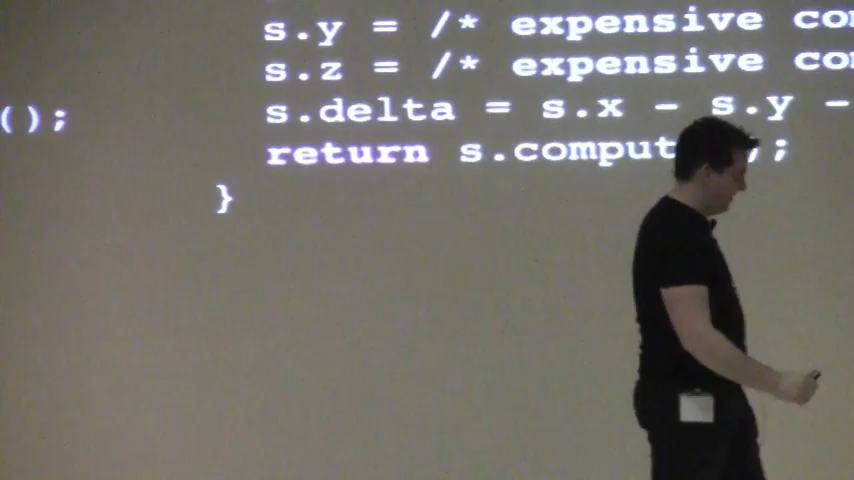 s.y = /* expensive
s.z = /* expensive
(); s.delta = s.x - s.y -
return s.comput ;
}